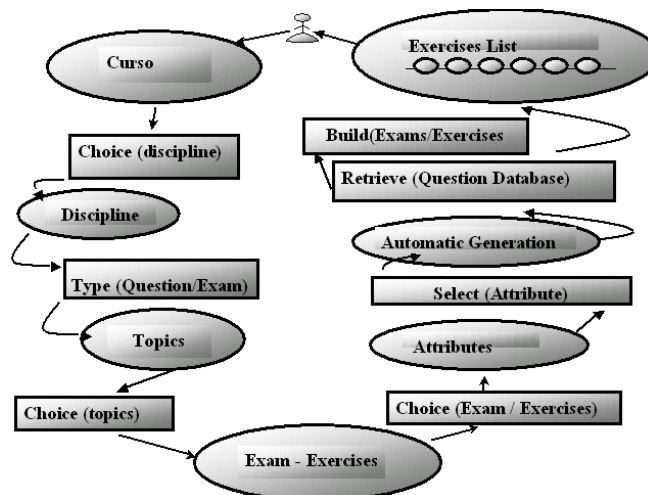 Curso
Exercises List
Choice (discipline)
Build(Exams/Exercises
Retrieve (Question Database)
Discipline
Automatic Generation
Type (Question/Exam)
Select (Attribute)
Topics
Attributes
Choice (topics)
Choice (Exam / Exercises)
Exam - Exercises